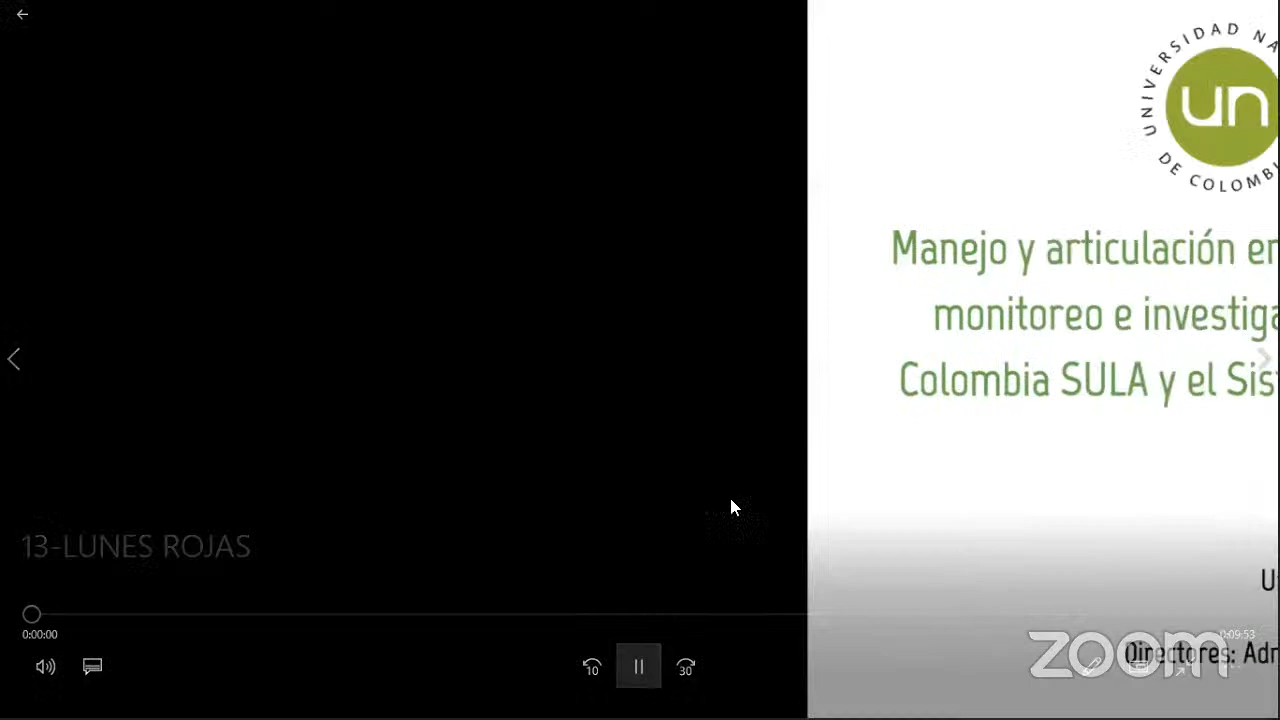 UNIVERSIDAD NA
un
DE COLOMBI
Manejo y articulación en
monitoreo e investiga
Colombia SULA y el Sis
13-LUNES ROJAS
0:00:00
0:09:53
10
30
Directores: Adr
zoom